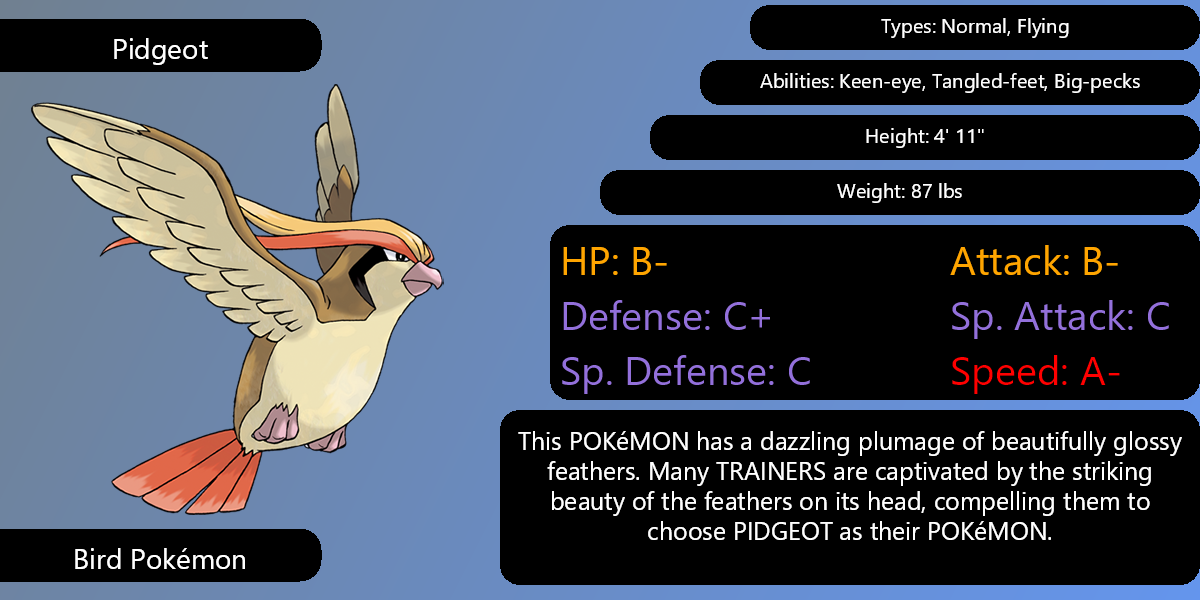 Pidgeot
Types: Normal, Flying
Abilities: Keen-eye, Tangled-feet, Big-pecks
Height: 4' 11"
Weight: 87 lbs
HP: B- Attack: B-
Defense: C+ Sp. Attack: C
Sp. Defense: C Speed: A-
This POKéMON has a dazzling plumage of beautifully glossy
feathers. Many TRAINERS are captivated by the striking
beauty of the feathers on its head, compelling them to
choose PIDGEOT as their POKéMON.
Bird Pokémon